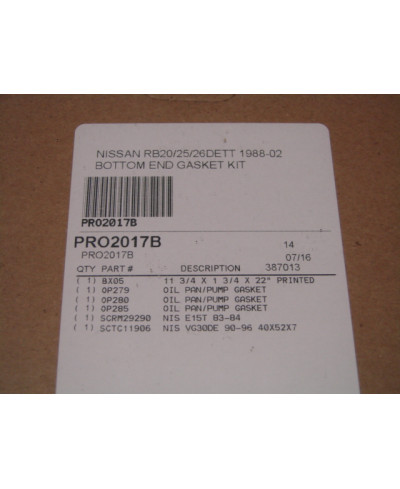 NISSAN RB20/25/26DETT 1988-02
BOTTOM END GASKET KIT
PRO2017B
PRO2017B 14
PRO2017B 07/16
QTY PART # DESCRIPTION 387013
( 1) BX05 11 3/4 X 1 3/4 X 22" PRINTED
( 1) OP279 OIL PAN/PUMP GASKET
( 1) OP280 OIL PAN/PUMP GASKET
( 1) OP285 OIL PAN/PUMP GASKET
( 1) SCRM29290 NIS E15T 83-84
( 1) SCTC11906 NIS VG30DE 90-96 40X52X7